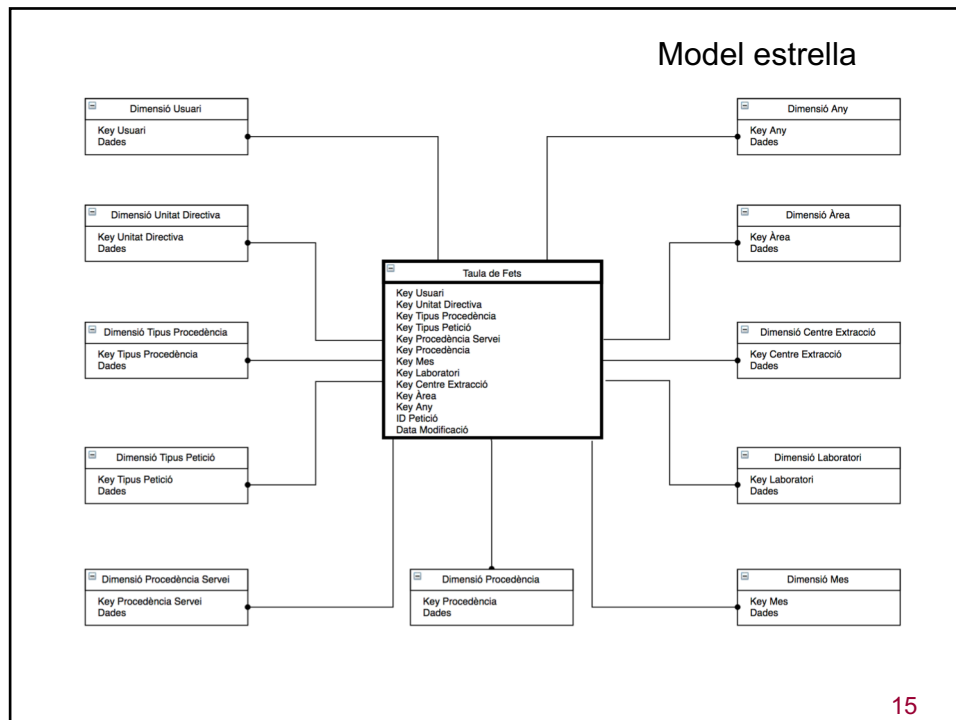 Model estrella
Dimensió Usuari
Key Usuari
Dades
Dimensió Any
Key Any
Dades
Dimensió Unitat Directiva
Key Unitat Directiva
Dades
Dimensió Àrea
Key Àrea
Dades
Taula de Fets
Key Usuari
Key Unitat Directiva
Key Tipus Procedència
Key Tipus Petició
Key Procedència Servei
Key Procedència
Key Mes
Key Laboratori
Key Centre Extracció
Key Àrea
Key Any
ID Petició
Data Modificació
Dimensió Tipus Procedència
Key Tipus Procedència
Dades
Dimensió Centre Extracció
Key Centre Extracció
Dades
Dimensió Tipus Petició
Key Tipus Petició
Dades
Dimensió Laboratori
Key Laboratori
Dades
Dimensió Procedència Servei
Key Procedència Servei
Dades
Dimensió Procedència
Key Procedència
Dades
Dimensió Mes
Key Mes
Dades
15